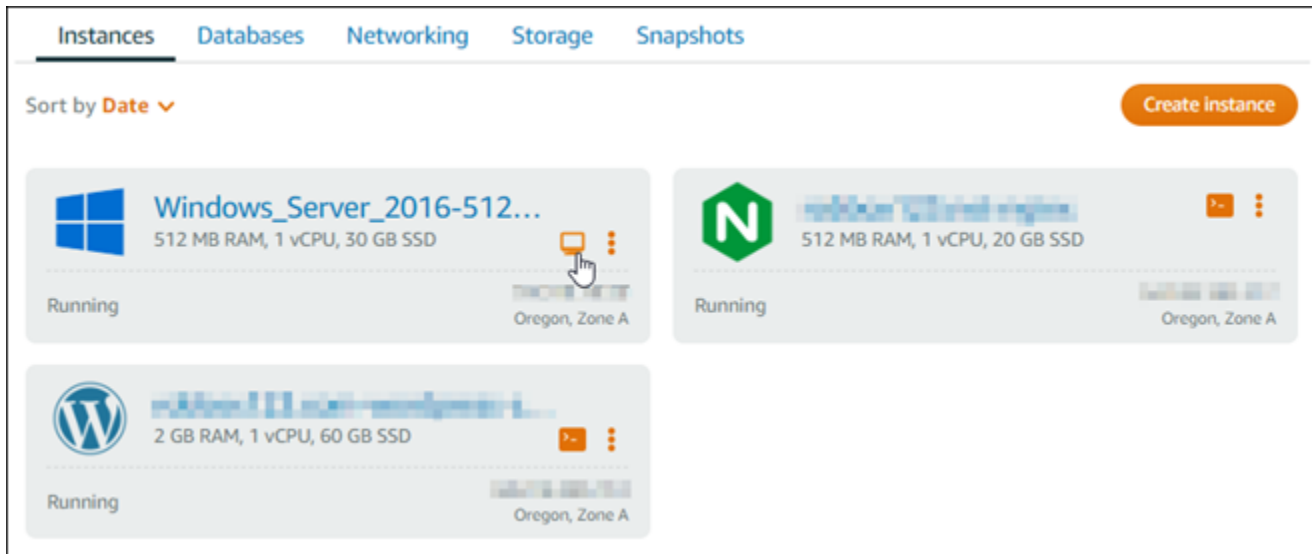 Instances Databases Networking Storage Snapshots
Sort by Date
Create instance
Windows_Server_2016-512...
512 MB RAM, 1 vCPU, 30 GB SSD
Running
Oregon, Zone A
N
512 MB RAM, 1 vCPU, 20 GB SSD
Running
Oregon, Zone A
W
2 GB RAM, 1 vCPU, 60 GB SSD
Running
Oregon, Zone A